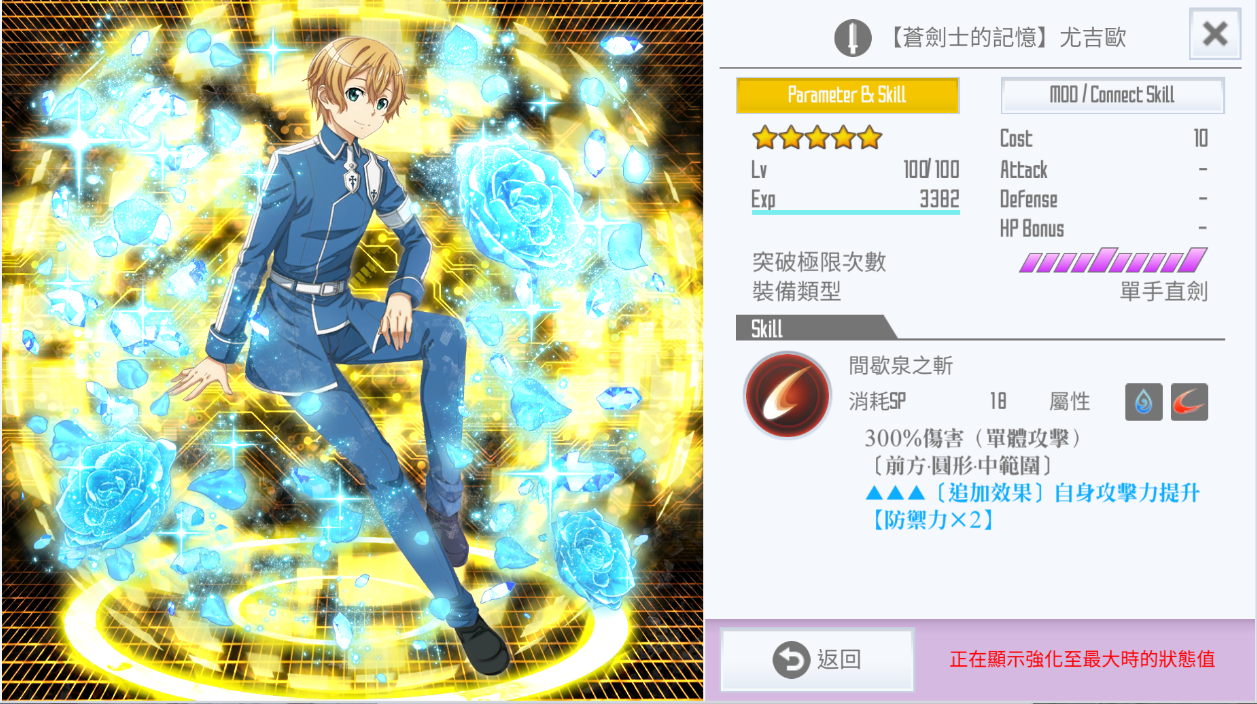 【蒼劍士的記憶】尤吉歐
Parameter & Skill
MOD / Connect Skill
Lv 100/100
Exp 3382
Cost 10
Attack -
Defense -
HP Bonus -
突破極限次數
裝備類型 單手直劍
Skill
間歇泉之斬
消耗SP 18 屬性
300%傷害（單體攻擊）
〔前方·圓形·中範圍〕
▲▲▲〔追加效果〕自身攻擊力提升
【防禦力×2】
返回
正在顯示強化至最大時的狀態值